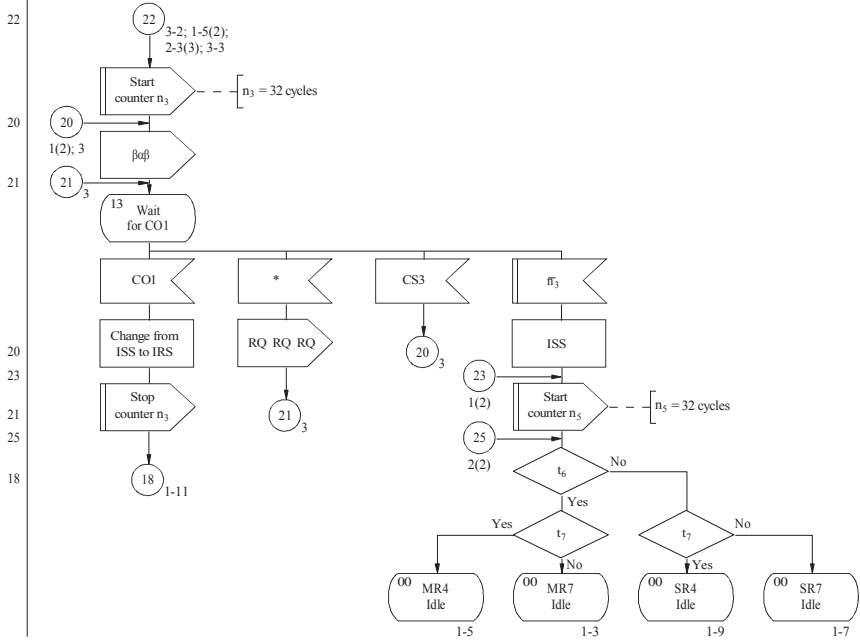 22
22
3-2; 1-5(2);
2-3(3); 3-3
Start
counter n3
n3 = 32 cycles
20
20
1(2); 3
βαβ
21
21
3
13
Wait
for CO1
CO1
*
CS3
n̅3
Change from
ISS to IRS
RQ RQ RQ
20
3
ISS
20
23
23
1(2)
Stop
counter n3
21
3
Start
counter n5
n5 = 32 cycles
21
25
25
2(2)
18
18
1-11
t6
No
Yes
Yes
t7
No
t7
No
Yes
00
MR4
Idle
1-5
00
MR7
Idle
1-3
00
SR4
Idle
1-9
00
SR7
Idle
1-7